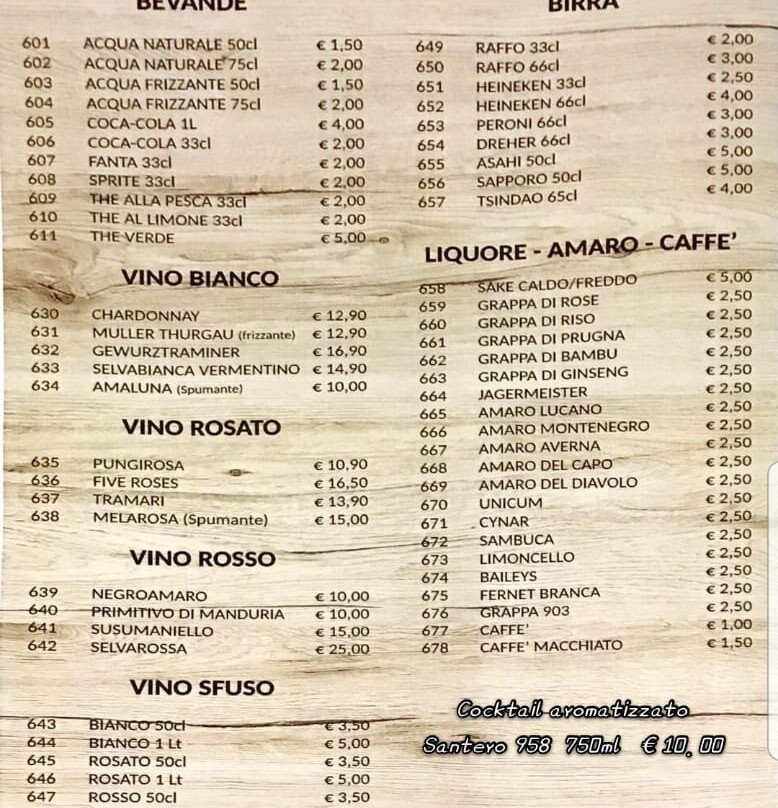 BEVANDE
601 ACQUA NATURALE 50cl € 1,50
602 ACQUA NATURALE 75cl € 2,00
603 ACQUA FRIZZANTE 50cl € 1,50
604 ACQUA FRIZZANTE 75cl € 2,00
605 COCA-COLA 1L € 4,00
606 COCA-COLA 33cl € 2,00
607 FANTA 33cl € 2,00
608 SPRITE 33cl € 2,00
609 THE ALLA PESCA 33cl € 2,00
610 THE AL LIMONE 33cl € 2,00
611 THE VERDE € 5,00
VINO BIANCO
630 CHARDONNAY € 12,90
631 MULLER THURGAU (frizzante) € 12,90
632 GEWURZTRAMINER € 16,90
633 SELVABIANCA VERMENTINO € 14,90
634 AMALUNA (Spumante) € 10,00
VINO ROSATO
635 PUNGIROSA € 10,90
636 FIVE ROSES € 16,50
637 TRAMARI € 13,90
638 MELAROSA (Spumante) € 15,00
VINO ROSSO
639 NEGROAMARO € 10,00
640 PRIMITIVO DI MANDURIA € 10,00
641 SUSUMANIELLO € 15,00
642 SELVAROSSA € 25,00
VINO SFUSO
643 BIANCO 50cl € 3,50
644 BIANCO 1 Lt € 5,00
645 ROSATO 50cl € 3,50
646 ROSATO 1 Lt € 5,00
647 ROSSO 50cl € 3,50
BIRRA
649 RAFFO 33cl € 2,00
650 RAFFO 66cl € 3,00
651 HEINEKEN 33cl € 2,50
652 HEINEKEN 66cl € 4,00
653 PERONI 66cl € 3,00
654 DREHER 66cl € 3,00
655 ASAHI 50cl € 5,00
656 SAPPORO 50cl € 5,00
657 TSINDAO 65cl € 4,00
LIQUORE - AMARO - CAFFE'
658 SAKE CALDO/FREDDO € 5,00
659 GRAPPA DI ROSE € 2,50
660 GRAPPA DI RISO € 2,50
661 GRAPPA DI PRUGNA € 2,50
662 GRAPPA DI BAMBU € 2,50
663 GRAPPA DI GINSENG € 2,50
664 JAGERMEISTER € 2,50
665 AMARO LUCANO € 2,50
666 AMARO MONTENEGRO € 2,50
667 AMARO AVERNA € 2,50
668 AMARO DEL CAPO € 2,50
669 AMARO DEL DIAVOLO € 2,50
670 UNICUM € 2,50
671 CYNAR € 2,50
672 SAMBUCA € 2,50
673 LIMONCELLO € 2,50
674 BAILEYS € 2,50
675 FERNET BRANCA € 2,50
676 GRAPPA 903 € 2,50
677 CAFFE' € 1,00
678 CAFFE' MACCHIATO € 1,50
Cocktail aromatizzato
Santero 958 750ml € 10,00